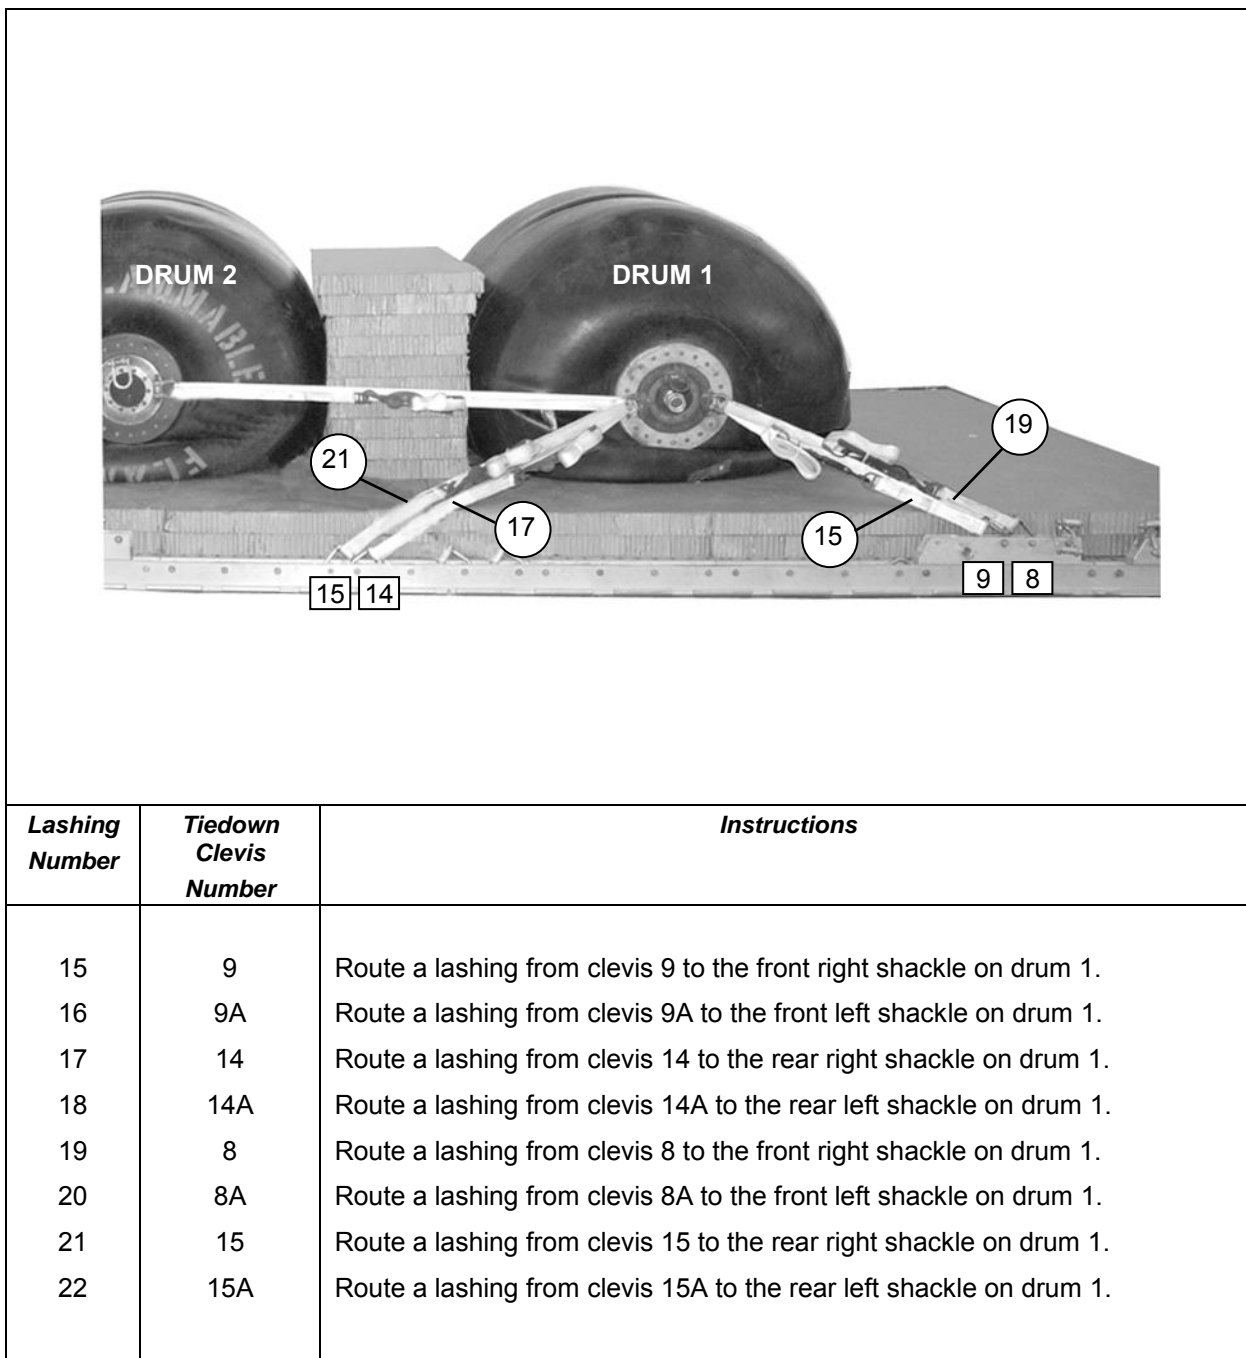 DRUM 2
DRUM 1
19
21
17
15
15 14
9 8
Lashing Number
Tiedown Clevis Number
Instructions
15 9 Route a lashing from clevis 9 to the front right shackle on drum 1.
16 9A Route a lashing from clevis 9A to the front left shackle on drum 1.
17 14 Route a lashing from clevis 14 to the rear right shackle on drum 1.
18 14A Route a lashing from clevis 14A to the rear left shackle on drum 1.
19 8 Route a lashing from clevis 8 to the front right shackle on drum 1.
20 8A Route a lashing from clevis 8A to the front left shackle on drum 1.
21 15 Route a lashing from clevis 15 to the rear right shackle on drum 1.
22 15A Route a lashing from clevis 15A to the rear left shackle on drum 1.